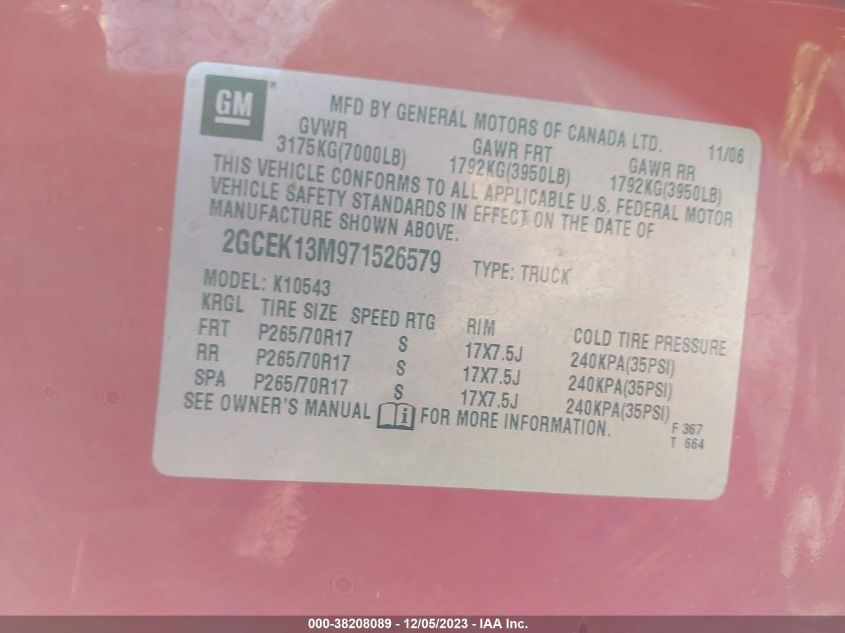 GM ®
MFD BY GENERAL MOTORS OF CANADA LTD. 11/06
GVWR GAWR FRT GAWR RR
3175KG(7000LB) 1792KG(3950LB) 1792KG(3950LB)
THIS VEHICLE CONFORMS TO ALL APPLICABLE U.S. FEDERAL MOTOR
VEHICLE SAFETY STANDARDS IN EFFECT ON THE DATE OF
MANUFACTURE SHOWN ABOVE.
2GCEK13M971526579 TYPE: TRUCK
MODEL: K10543
KRGL TIRE SIZE SPEED RTG RIM COLD TIRE PRESSURE
FRT P265/70R17 S 17X7.5J 240KPA(35PSI)
RR P265/70R17 S 17X7.5J 240KPA(35PSI)
SPA P265/70R17 S 17X7.5J 240KPA(35PSI)
SEE OWNER'S MANUAL i FOR MORE INFORMATION.
F 367
T 664
000-38208089 - 12/05/2023 - IAA Inc.